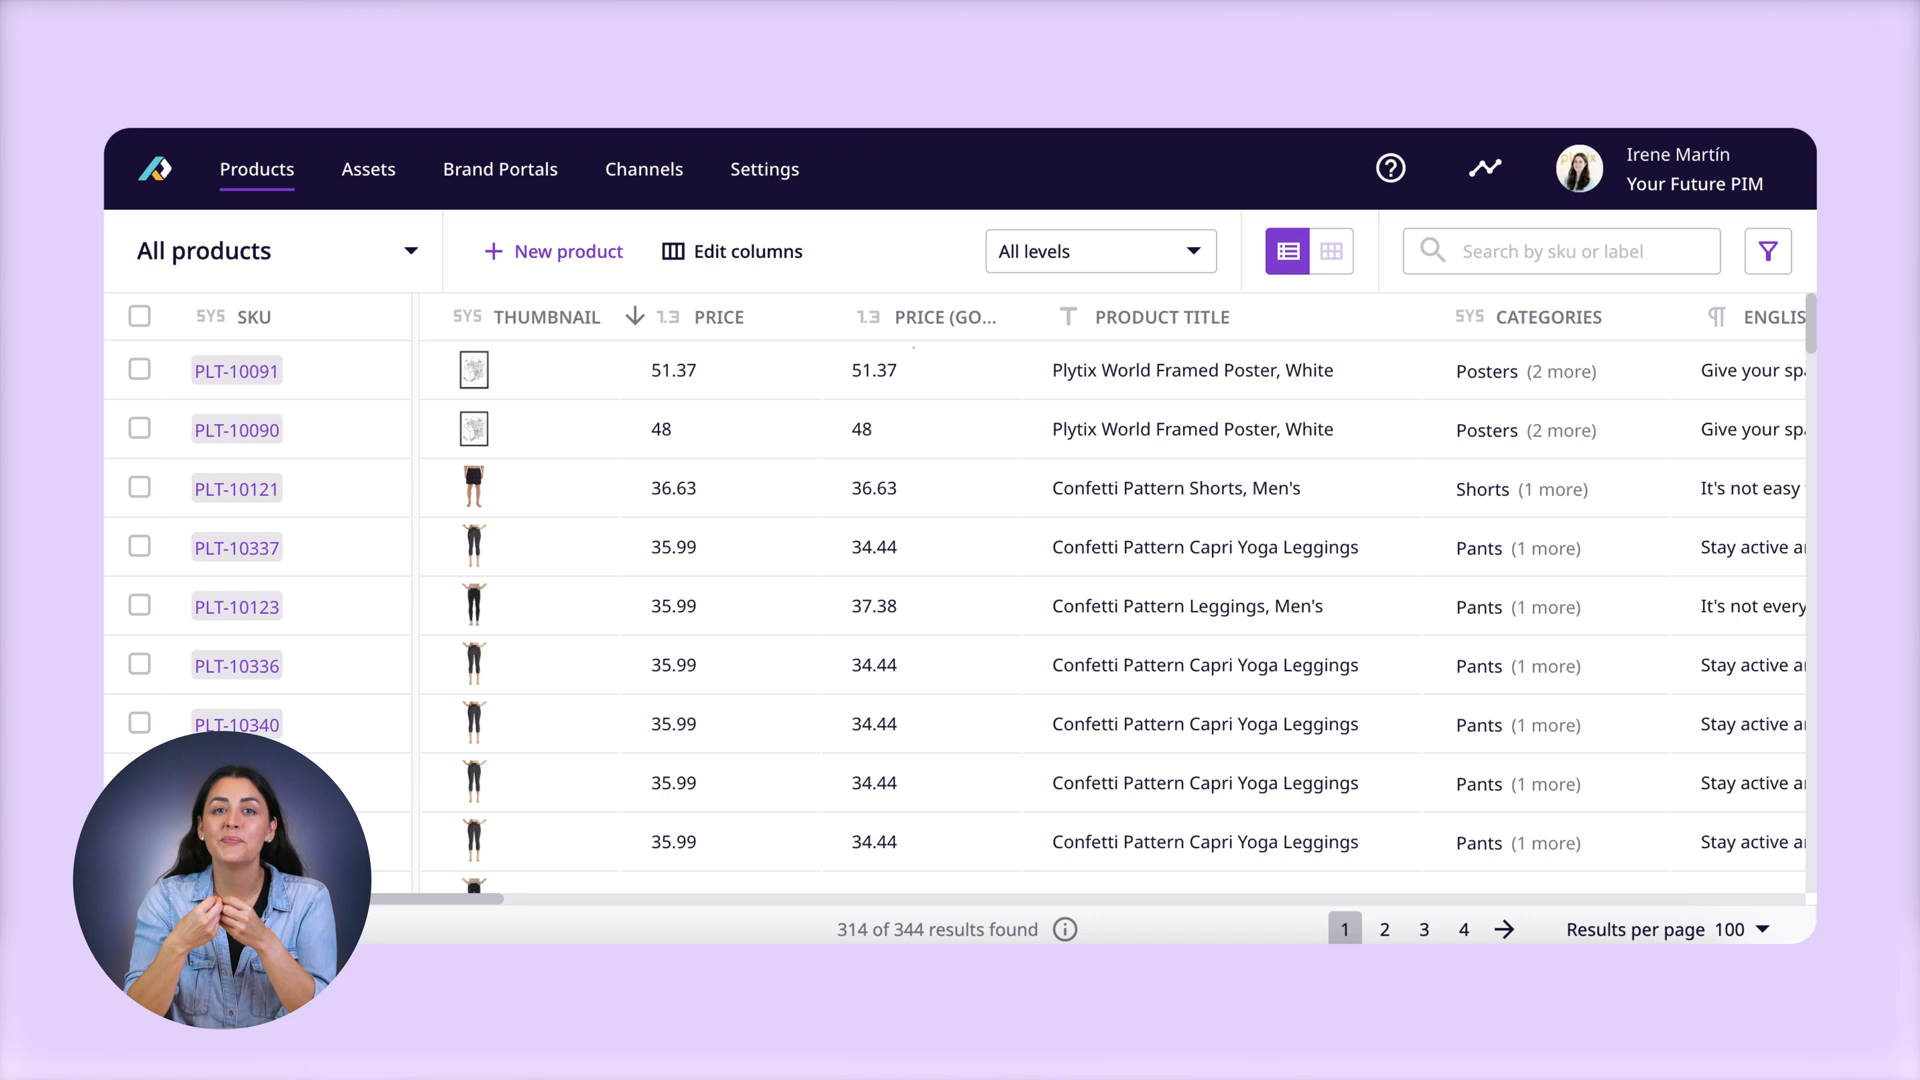 Products Assets Brand Portals Channels Settings
Irene Martín
Your Future PIM
All products
New product
Edit columns
All levels
Search by sku or label
SYS SKU SYS THUMBNAIL 1.3 PRICE 1.3 PRICE (GO... PRODUCT TITLE SYS CATEGORIES ENGLIS
PLT-10091 51.37 51.37 Plytix World Framed Poster, White Posters (2 more) Give your spa
PLT-10090 48 48 Plytix World Framed Poster, White Posters (2 more) Give your spa
PLT-10121 36.63 36.63 Confetti Pattern Shorts, Men's Shorts (1 more) It's not easy
PLT-10337 35.99 34.44 Confetti Pattern Capri Yoga Leggings Pants (1 more) Stay active a
PLT-10123 35.99 37.38 Confetti Pattern Leggings, Men's Pants (1 more) It's not every
PLT-10336 35.99 34.44 Confetti Pattern Capri Yoga Leggings Pants (1 more) Stay active a
PLT-10340 35.99 34.44 Confetti Pattern Capri Yoga Leggings Pants (1 more) Stay active a
35.99 34.44 Confetti Pattern Capri Yoga Leggings Pants (1 more) Stay active a
35.99 34.44 Confetti Pattern Capri Yoga Leggings Pants (1 more) Stay active a
314 of 344 results found
1 2 3 4
Results per page 100